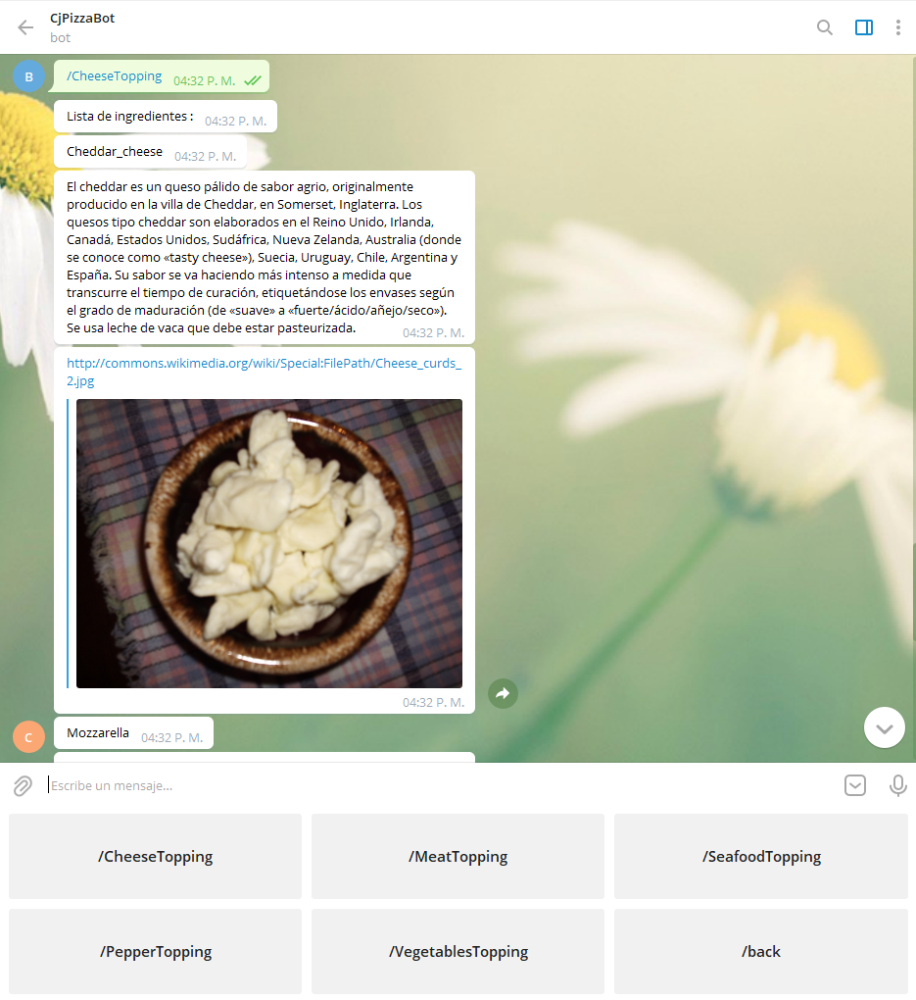 CjPizzaBot
bot
B
/CheeseTopping 04:32 P. M.
Lista de ingredientes : 04:32 P. M.
Cheddar_cheese 04:32 P. M.
El cheddar es un queso pálido de sabor agrio, originalmente
producido en la villa de Cheddar, en Somerset, Inglaterra. Los
quesos tipo cheddar son elaborados en el Reino Unido, Irlanda,
Canadá, Estados Unidos, Sudáfrica, Nueva Zelanda, Australia (donde
se conoce como «tasty cheese»), Suecia, Uruguay, Chile, Argentina y
España. Su sabor se va haciendo más intenso a medida que
transcurre el tiempo de curación, etiquetándose los envases según
el grado de maduración (de «suave» a «fuerte/ácido/añejo/seco»).
Se usa leche de vaca que debe estar pasteurizada. 04:32 P. M.
http://commons.wikimedia.org/wiki/Special:FilePath/Cheese_curds_
2.jpg
04:32 P. M.
C
Mozzarella 04:32 P. M.
Escribe un mensaje...
/CheeseTopping /MeatTopping /SeafoodTopping
/PepperTopping /VegetablesTopping /back